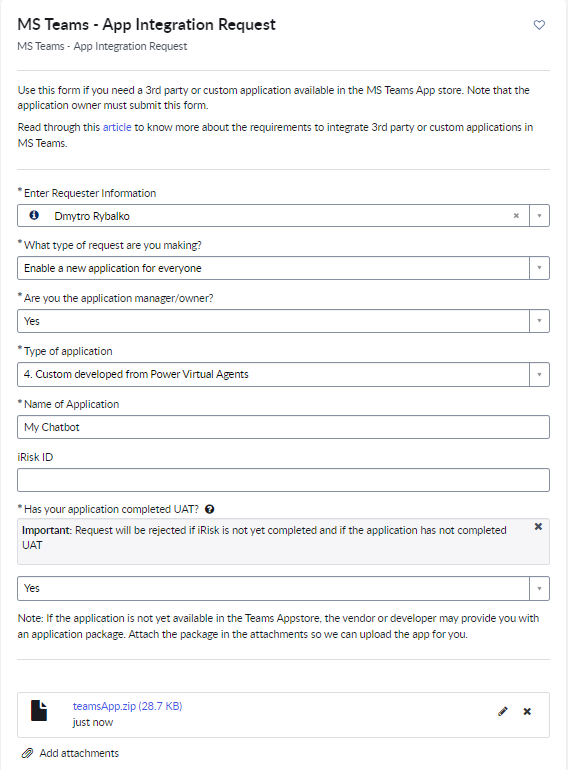 MS Teams - App Integration Request
MS Teams - App Integration Request
Use this form if you need a 3rd party or custom application available in the MS Teams App store. Note that the
application owner must submit this form.
Read through this article to know more about the requirements to integrate 3rd party or custom applications in
MS Teams.
* Enter Requester Information
Dmytro Rybalko
* What type of request are you making?
Enable a new application for everyone
* Are you the application manager/owner?
Yes
* Type of application
4. Custom developed from Power Virtual Agents
* Name of Application
My Chatbot
iRisk ID
* Has your application completed UAT?
Important: Request will be rejected if iRisk is not yet completed and if the application has not completed
UAT
Yes
Note: If the application is not yet available in the Teams Appstore, the vendor or developer may provide you with
an application package. Attach the package in the attachments so we can upload the app for you.
teamsApp.zip (28.7 KB)
just now
Add attachments